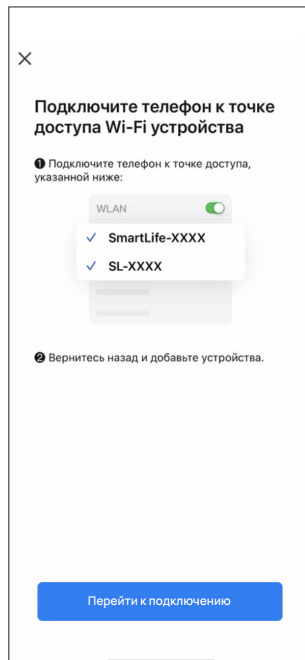 Подключите телефон к точке
доступа Wi-Fi устройства
❶ Подключите телефон к точке доступа,
указанной ниже:
WLAN
✓ SmartLife-XXXX
✓ SL-XXXX
❷ Вернитесь назад и добавьте устройства.
Перейти к подключению